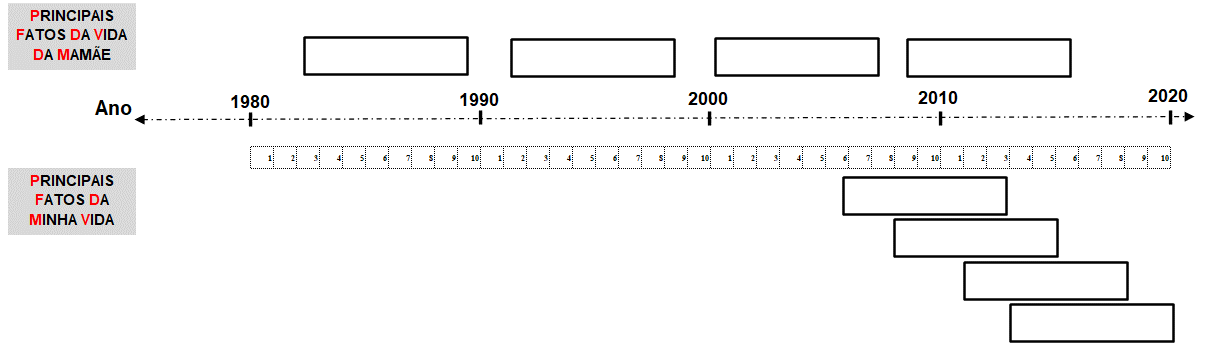 PRINCIPAIS
FATOS DA VIDA
DA MAMÃE
Ano
1980 1990 2000 2010 2020
1 2 3 4 5 6 7 8 9 10 1 2 3 4 5 6 7 8 9 10 1 2 3 4 5 6 7 8 9 10 1 2 3 4 5 6 7 8 9 10
PRINCIPAIS
FATOS DA
MINHA VIDA